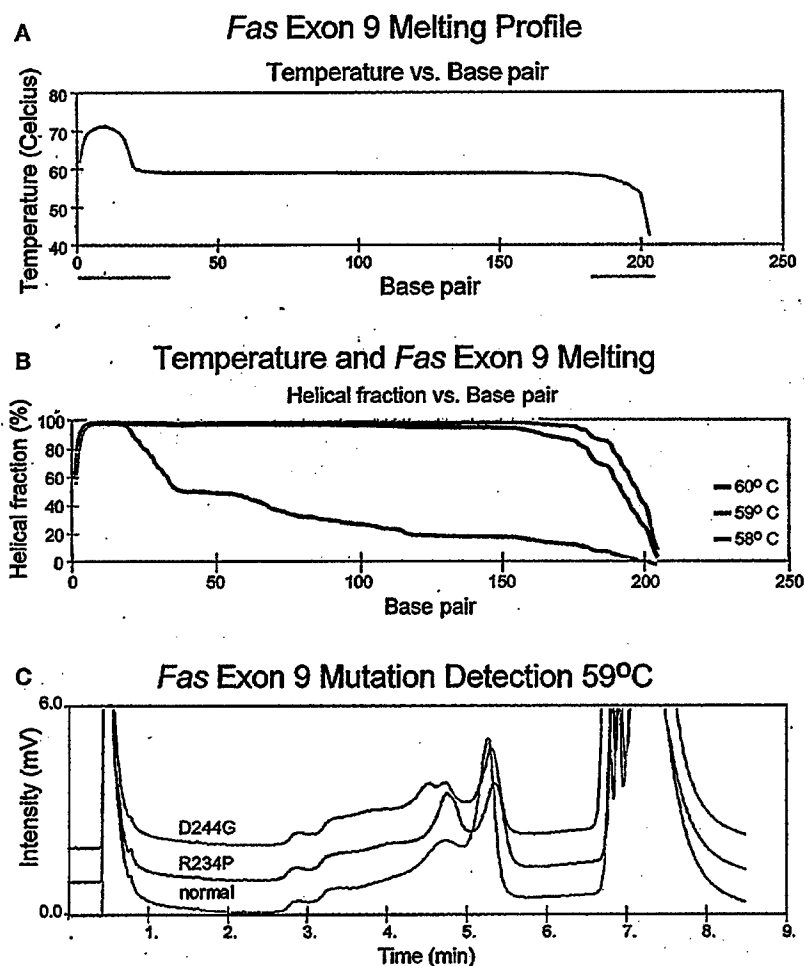 A
Fas Exon 9 Melting Profile
Temperature vs. Base pair
Temperature (Celcius)
80
70
60
50
40
0
50
100
150
200
250
Base pair
B
Temperature and Fas Exon 9 Melting
Helical fraction vs. Base pair
Helical fraction (%)
100
80
60
40
20
0
60º C
59º C
58º C
0
50
100
150
200
250
Base pair
C
Fas Exon 9 Mutation Detection 59ºC
Intensity (mV)
6.0
0.0
D244G
R234P
normal
1.
2.
3.
4.
5.
6.
7.
8.
9.
Time (min)